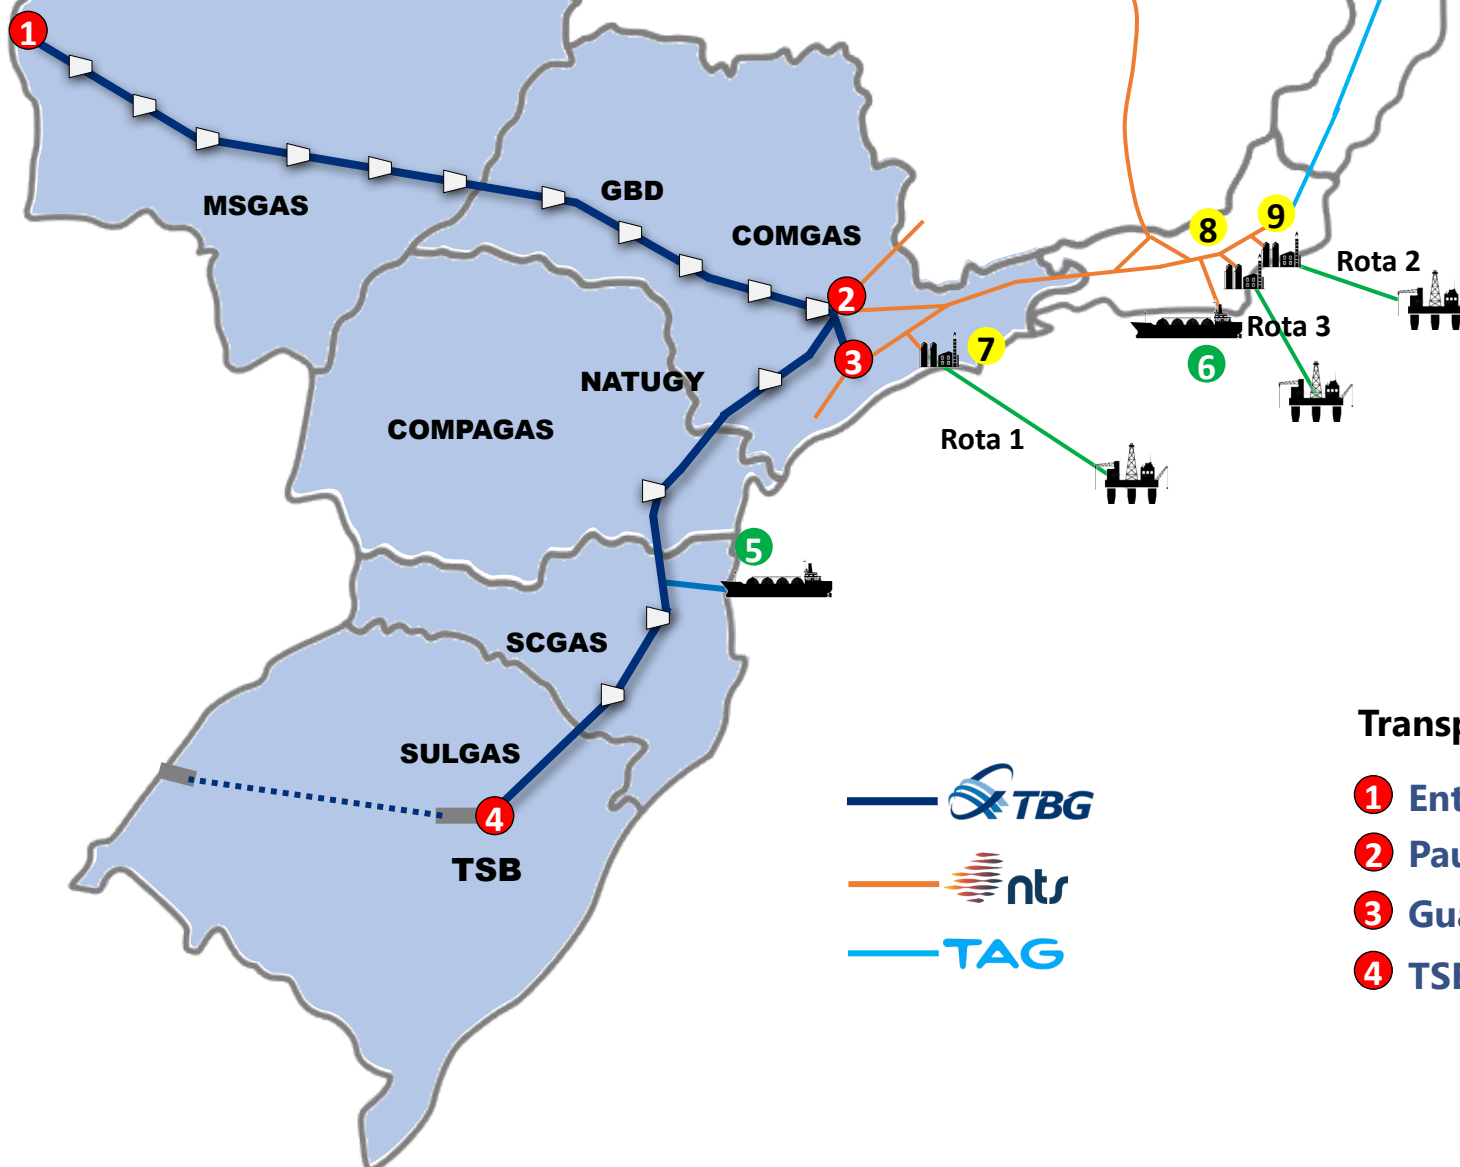 1
MSGAS
GBD
COMGAS
2
3
NATUGY
COMPAGAS
7
8
9
Rota 2
Rota 3
6
Rota 1
5
SCGAS
SULGAS
4
TSB
TBG
nts
TAG
1
2
3
4